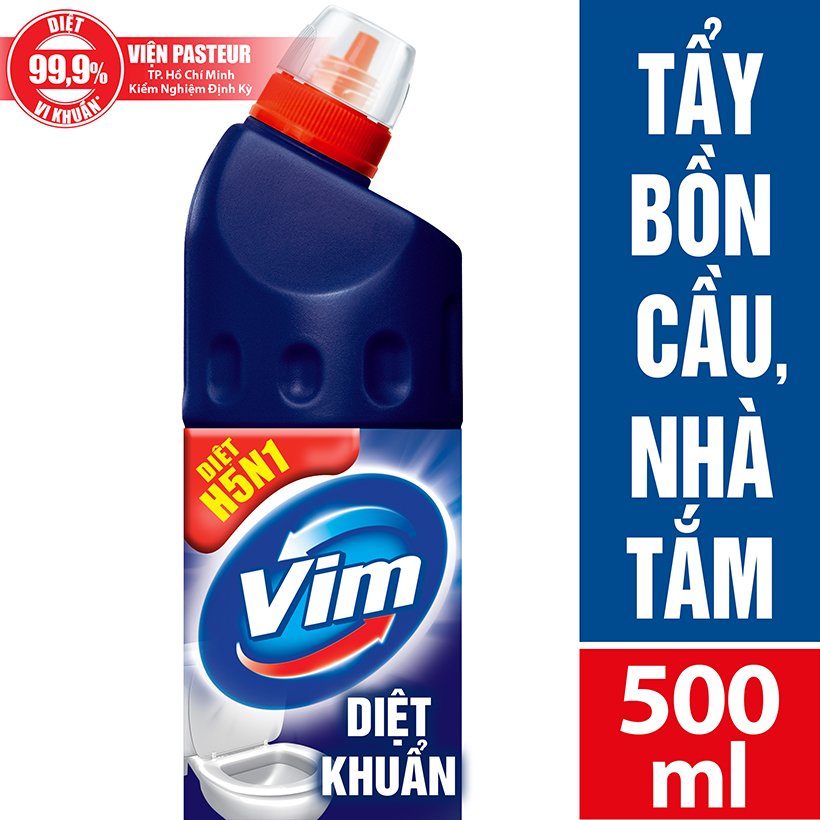 DIỆT
99,9%
VI KHUẨN*
VIỆN PASTEUR
TP. Hồ Chí Minh
Kiểm Nghiệm Định Kỳ
DIỆT
H5N1
Vim
DIỆT
KHUẨN
TẨY
BỒN
CẦU,
NHÀ
TẮM
500
ml